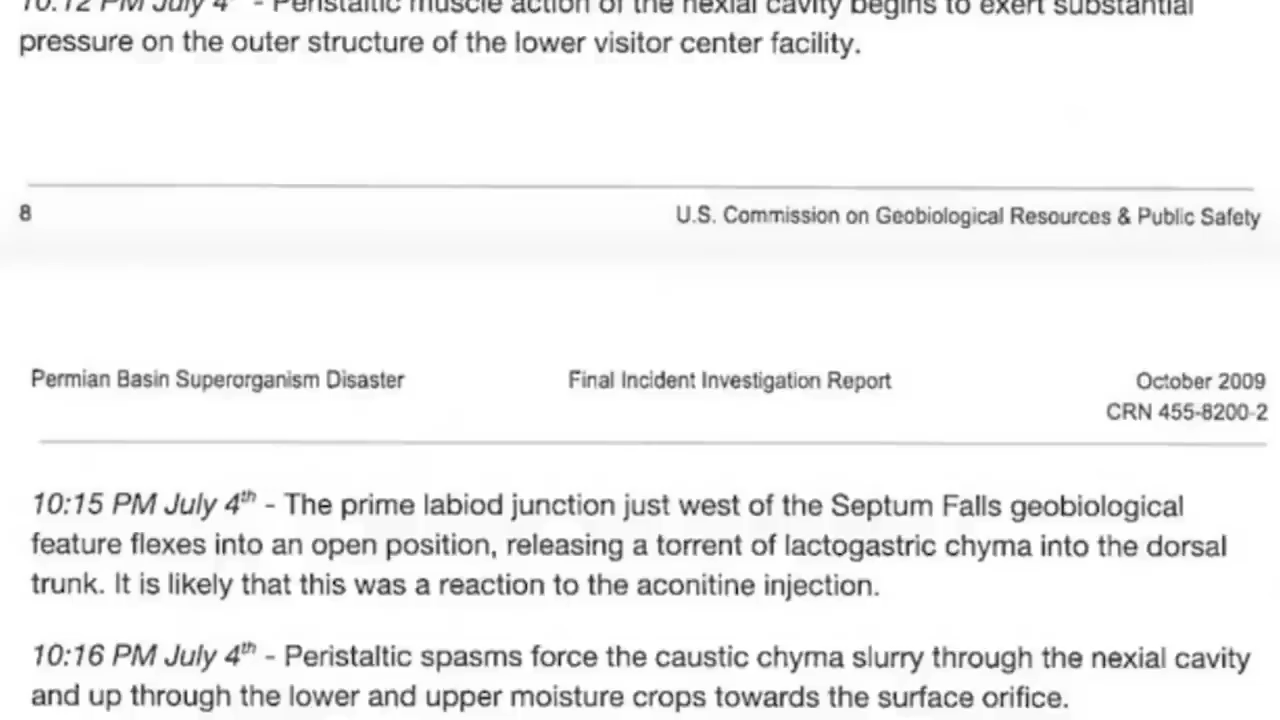 10:12 PM July 4th - Peristaltic muscle action of the nexial cavity begins to exert substantial
pressure on the outer structure of the lower visitor center facility.
8
U.S. Commission on Geobiological Resources & Public Safety
Permian Basin Superorganism Disaster
Final Incident Investigation Report
October 2009
CRN 455-8200-2
10:15 PM July 4th - The prime labiod junction just west of the Septum Falls geobiological
feature flexes into an open position, releasing a torrent of lactogastric chyma into the dorsal
trunk. It is likely that this was a reaction to the aconitine injection.
10:16 PM July 4th - Peristaltic spasms force the caustic chyma slurry through the nexial cavity
and up through the lower and upper moisture crops towards the surface orifice.